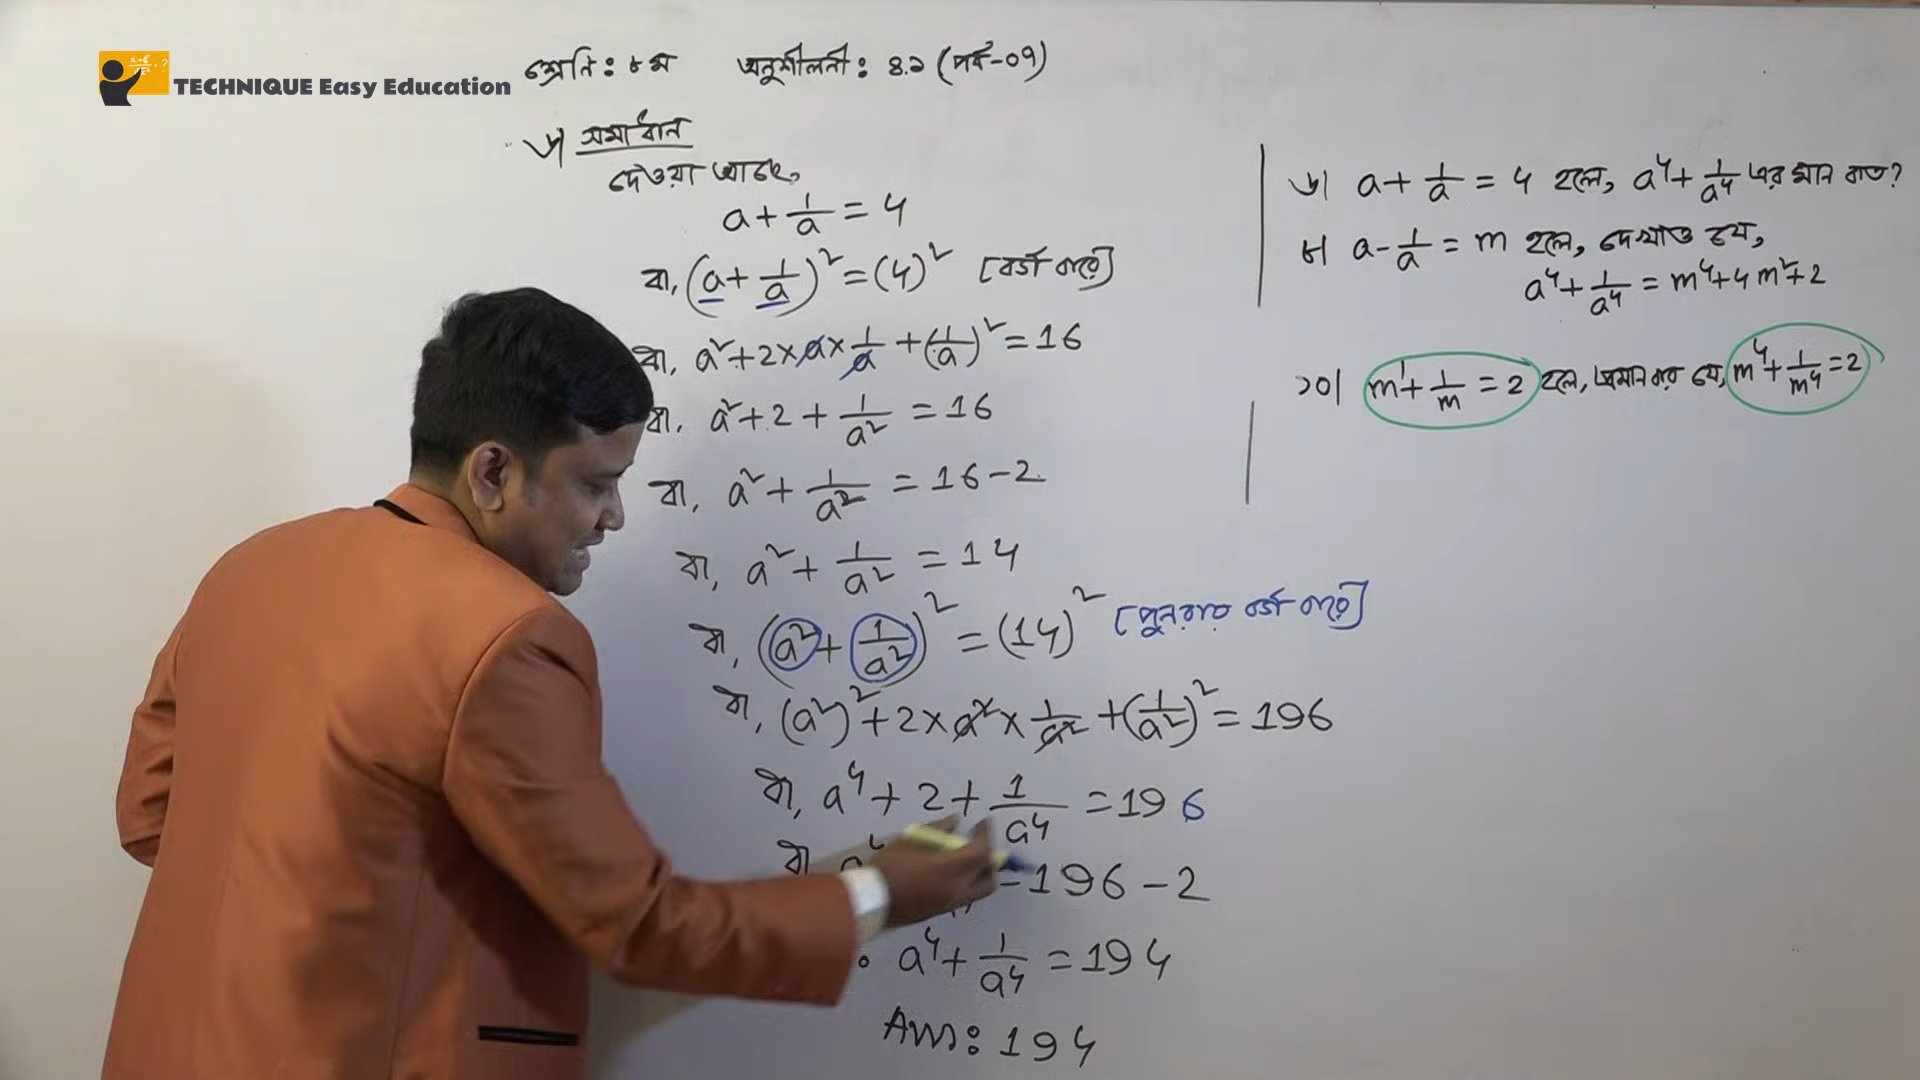 TECHNIQUE Easy Education
শ্রেণি: ৮ম অনুশীলনী: ৪.১ (পর্ব-০৭)
৬। সমাধান
দেওয়া আছে,
a + 1/a = 4
বা, (a + 1/a)² = (4)² [বর্গ করে]
বা, a² + 2×a×1/a + (1/a)² = 16
বা, a² + 2 + 1/a² = 16
বা, a² + 1/a² = 16 - 2
বা, a² + 1/a² = 14
বা, (a² + 1/a²)² = (14)² [পুনরায় বর্গ করে]
বা, (a²)² + 2×a²×1/a² + (1/a²)² = 196
বা, a⁴ + 2 + 1/a⁴ = 196
বা = 196 - 2
a⁴ + 1/a⁴ = 194
Ans: 194
৬। a + 1/a = 4 হলে, a⁴ + 1/a⁴ এর মান কত?
৮। a - 1/a = m হলে, দেখাও যে,
a⁴ + 1/a⁴ = m⁴ + 4m² + 2
১০। m¹ + 1/m = 2 হলে, প্রমাণ কর যে, m⁴ + 1/m⁴ = 2